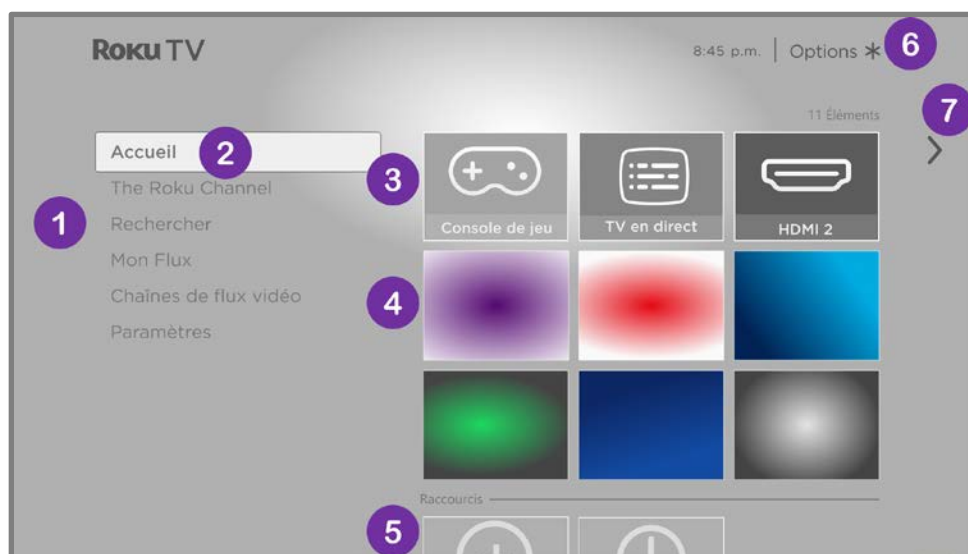 Roku TV
8:45 p.m. | Options *
6
11 Éléments
7
Accueil
2
The Roku Channel
1
Rechercher
Mon Flux
Chaînes de flux vidéo
Paramètres
3
Console de jeu
TV en direct
HDMI 2
4
Raccourcis
5